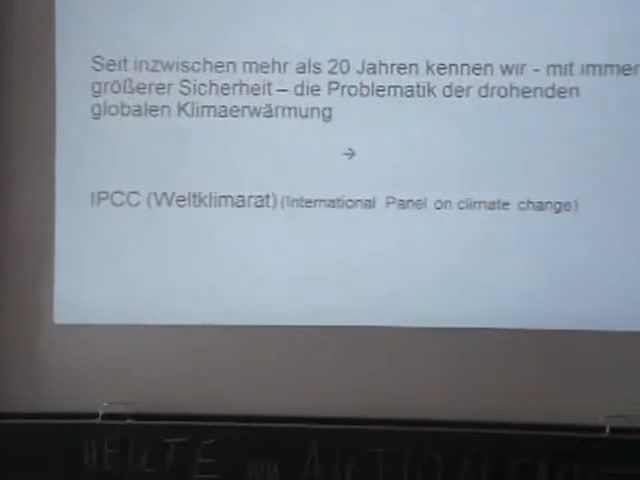 Seit inzwischen mehr als 20 Jahren kennen wir - mit immer
größerer Sicherheit – die Problematik der drohenden
globalen Klimaerwärmung
→
IPCC (Weltklimarat) (International Panel on climate change)
HEUTE